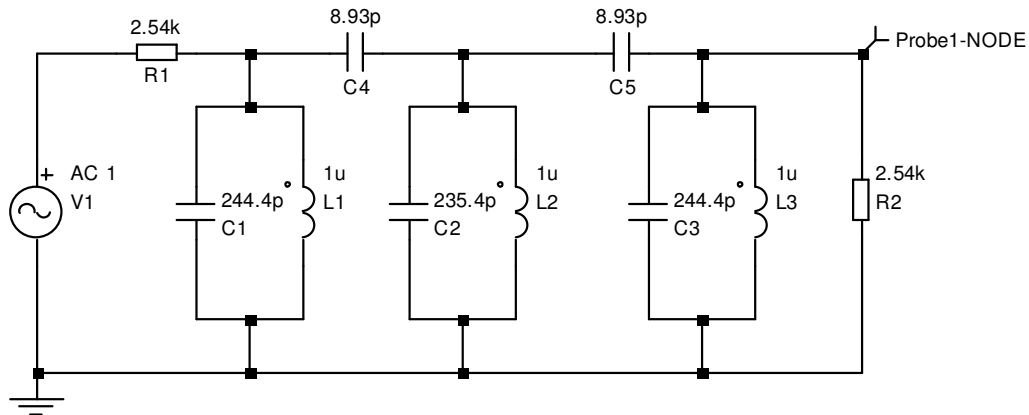 2.54k
R1
8.93p
C4
8.93p
C5
Probe1-NODE
AC 1
V1
244.4p
C1
1u
L1
235.4p
C2
1u
L2
244.4p
C3
1u
L3
2.54k
R2